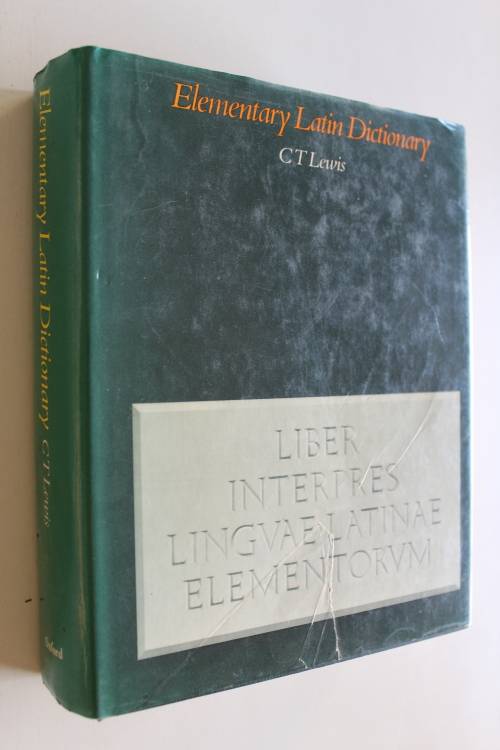 Elementary Latin Dictionary
C T Lewis
LIBER
INTERPRES
LINGVAE LATINAE
ELEMENTORVM
Elementary Latin Dictionary C T Lewis
Oxford